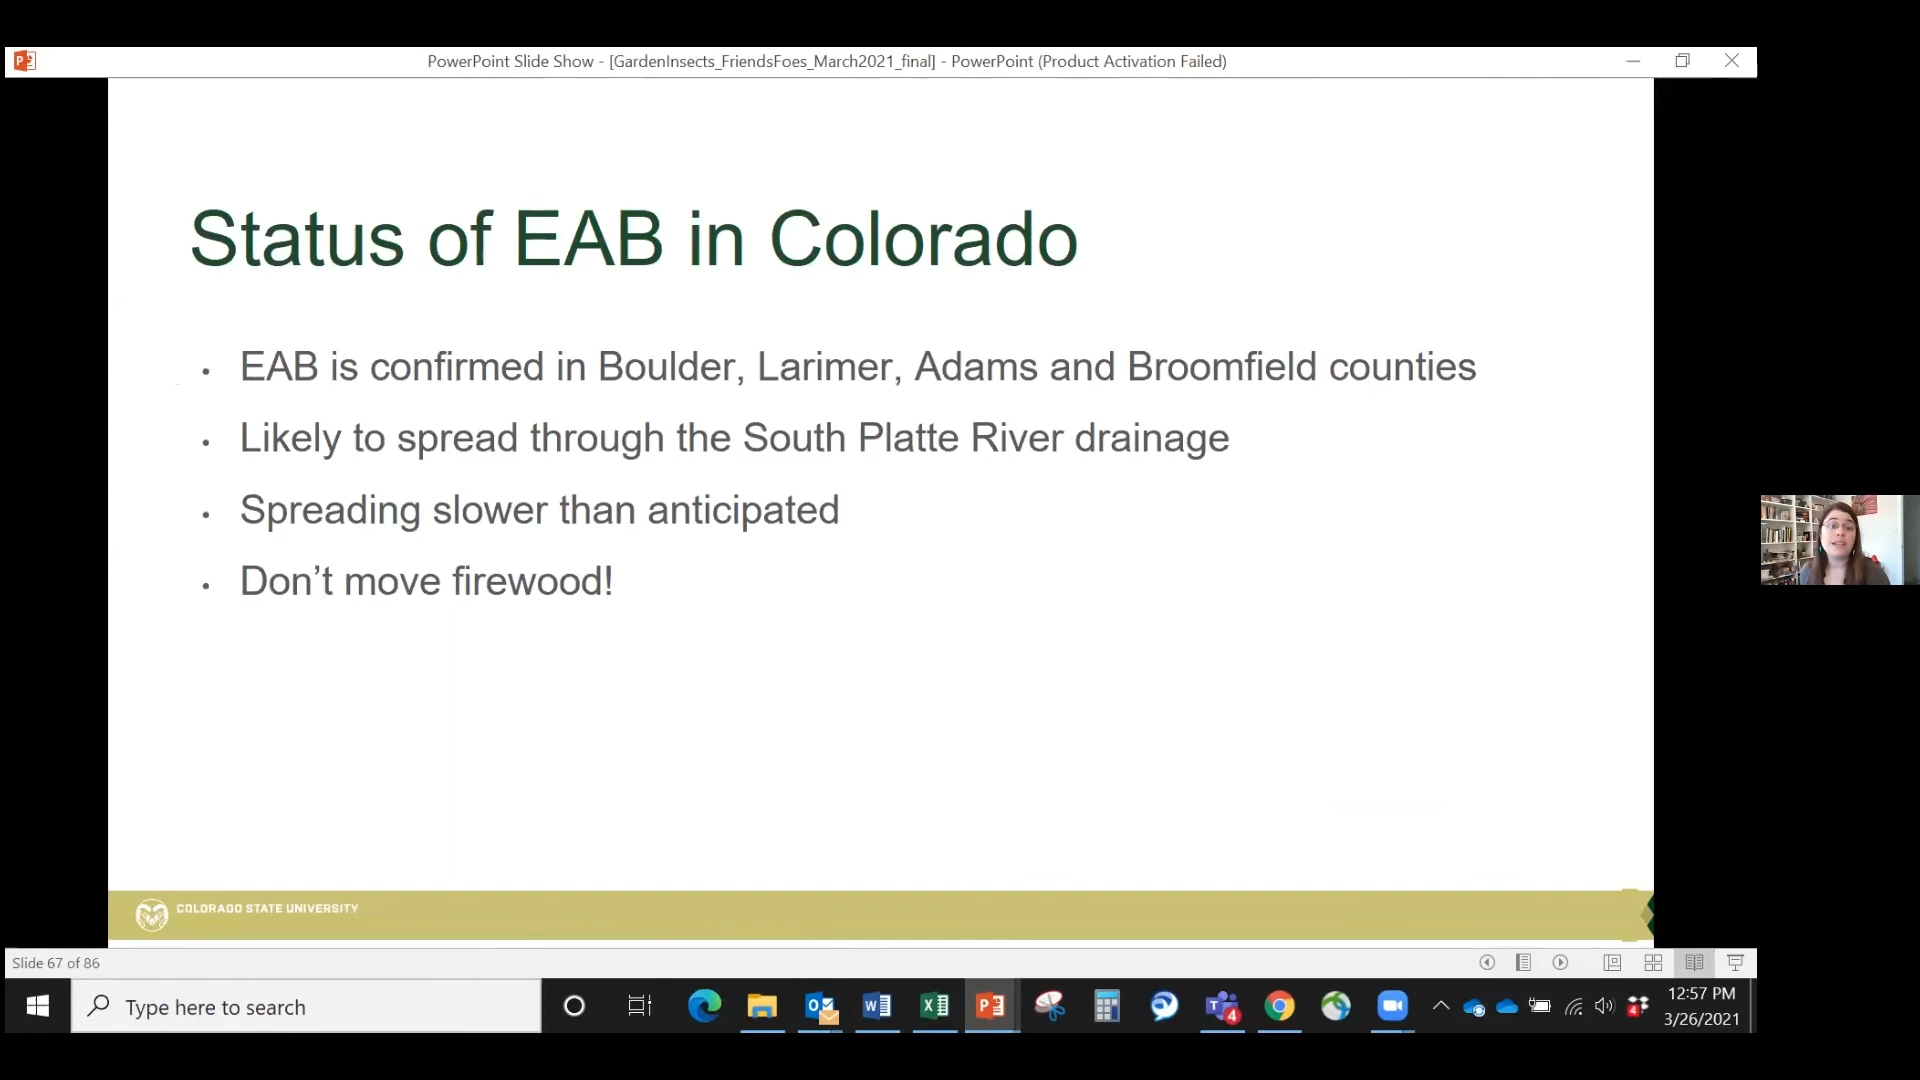 PowerPoint Slide Show - [GardenInsects_FriendsFoes_March2021_final] - PowerPoint (Product Activation Failed)
Status of EAB in Colorado
• EAB is confirmed in Boulder, Larimer, Adams and Broomfield counties
• Likely to spread through the South Platte River drainage
• Spreading slower than anticipated
• Don’t move firewood!
COLORADO STATE UNIVERSITY
Slide 67 of 86
Type here to search
4
4
12:57 PM
3/26/2021